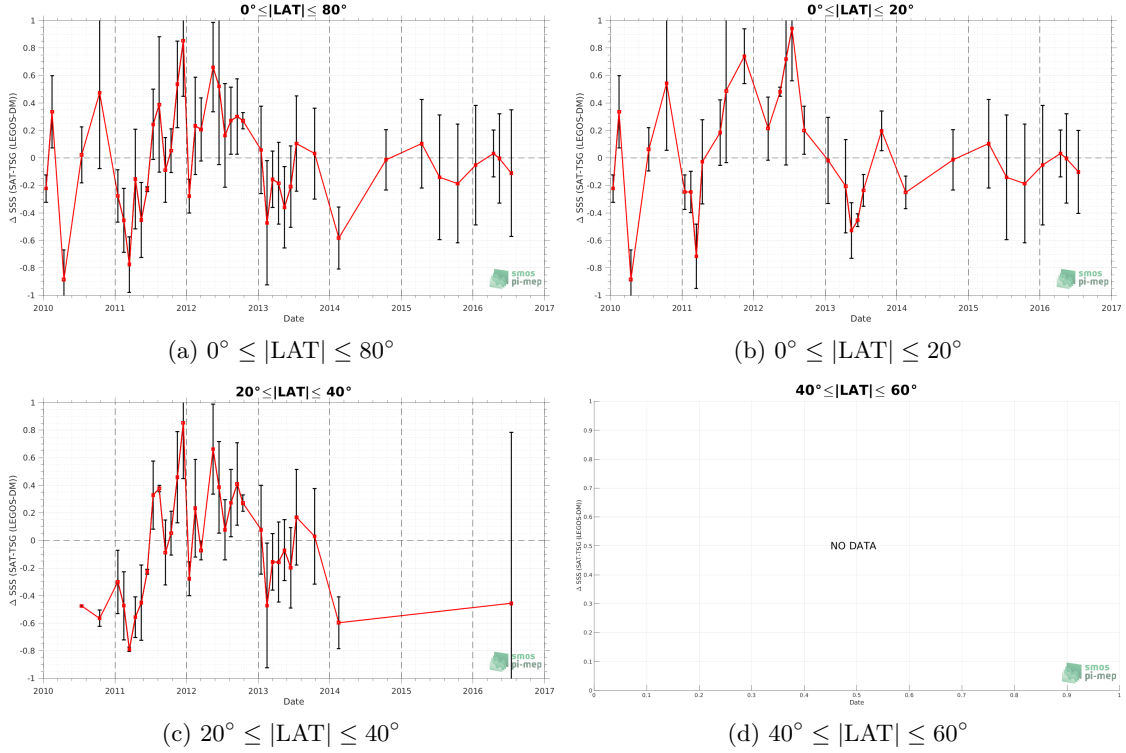 0°≤|LAT|≤ 80°
Δ SSS (SAT-TSG (LEGOS-DM))
1
0.8
0.6
0.4
0.2
0
-0.2
-0.4
-0.6
-0.8
-1
2010 2011 2012 2013 2014 2015 2016 2017
Date
smos
pi-mep
(a) 0° ≤ |LAT| ≤ 80°
0°≤|LAT|≤ 20°
Δ SSS (SAT-TSG (LEGOS-DM))
1
0.8
0.6
0.4
0.2
0
-0.2
-0.4
-0.6
-0.8
-1
2010 2011 2012 2013 2014 2015 2016 2017
Date
smos
pi-mep
(b) 0° ≤ |LAT| ≤ 20°
20°≤|LAT|≤ 40°
Δ SSS (SAT-TSG (LEGOS-DM))
1
0.8
0.6
0.4
0.2
0
-0.2
-0.4
-0.6
-0.8
-1
2010 2011 2012 2013 2014 2015 2016 2017
Date
smos
pi-mep
(c) 20° ≤ |LAT| ≤ 40°
40°≤|LAT|≤ 60°
Δ SSS (SAT-TSG (LEGOS-DM))
1
0.9
0.8
0.7
0.6
0.5
0.4
0.3
0.2
0.1
0
NO DATA
0 0.1 0.2 0.3 0.4 0.5 0.6 0.7 0.8 0.9 1
Date
smos
pi-mep
(d) 40° ≤ |LAT| ≤ 60°